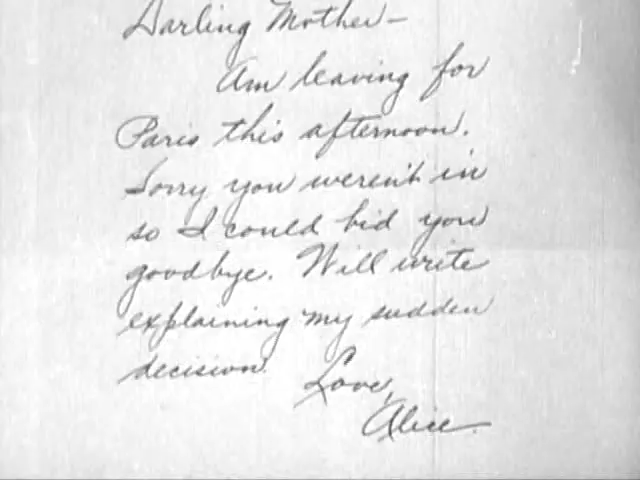 Darling Mother—
Am leaving for
Paris this afternoon.
Sorry you weren't in
so I could bid you
goodbye. Will write
explaining my sudden
decision.
Love,
Alice.